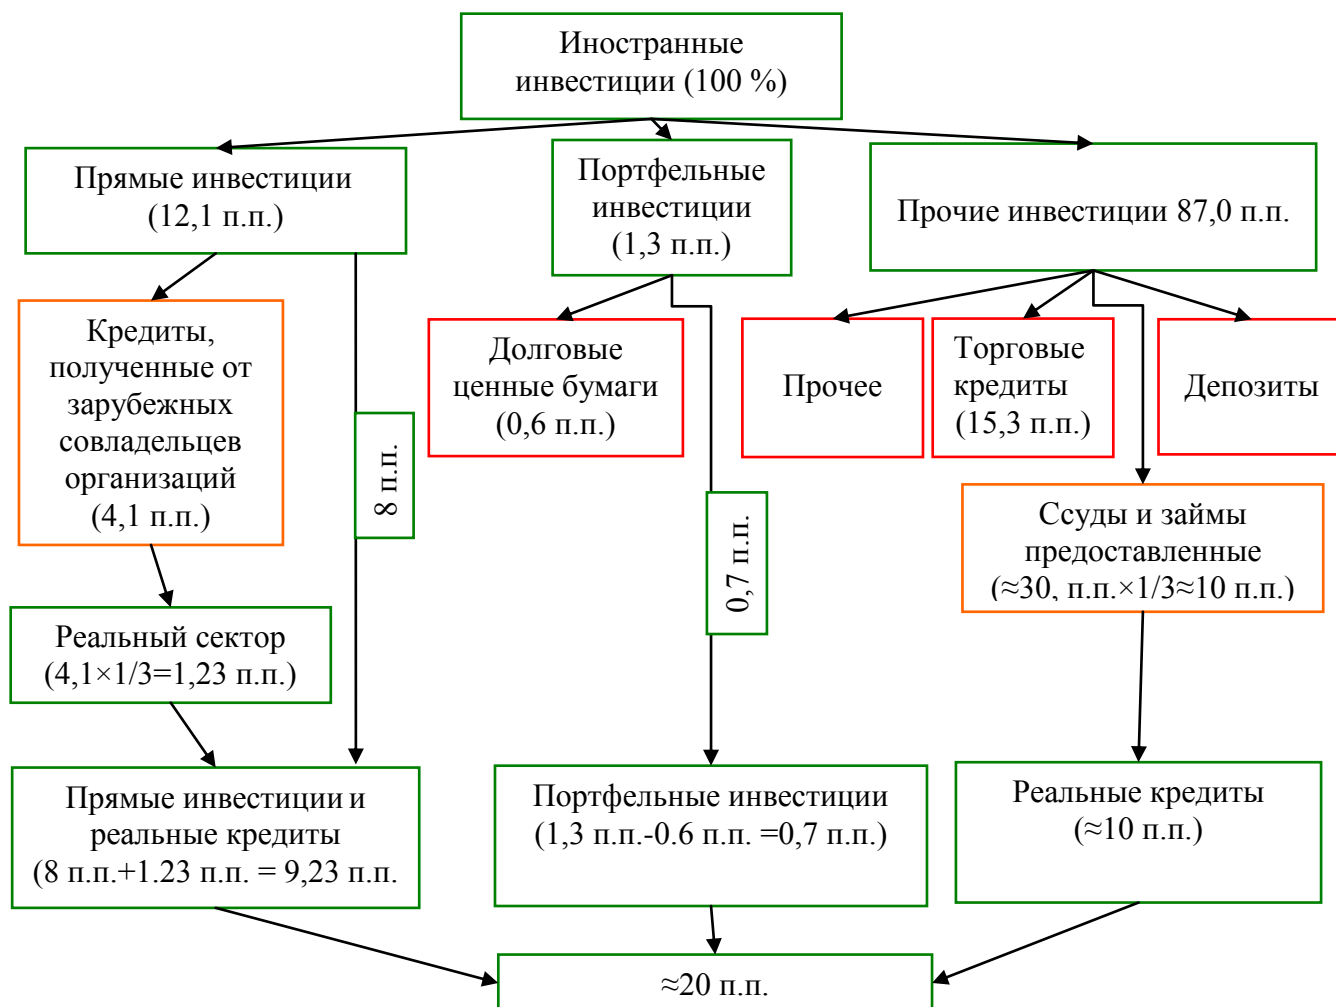 Иностранные
инвестиции (100 %)
Прямые инвестиции
(12,1 п.п.)
Портфельные
инвестиции
(1,3 п.п.)
Прочие инвестиции 87,0 п.п.
Кредиты,
полученные от
зарубежных
совладельцев
организаций
(4,1 п.п.)
8 п.п.
Долговые
ценные бумаги
(0,6 п.п.)
0,7 п.п.
Прочее
Торговые
кредиты
(15,3 п.п.)
Депозиты
Ссуды и займы
предоставленные
(≈30, п.п.×1/3≈10 п.п.)
Реальный сектор
(4,1×1/3=1,23 п.п.)
Прямые инвестиции и
реальные кредиты
(8 п.п.+1.23 п.п. = 9,23 п.п.
Портфельные инвестиции
(1,3 п.п.-0.6 п.п. =0,7 п.п.)
Реальные кредиты
(≈10 п.п.)
≈20 п.п.